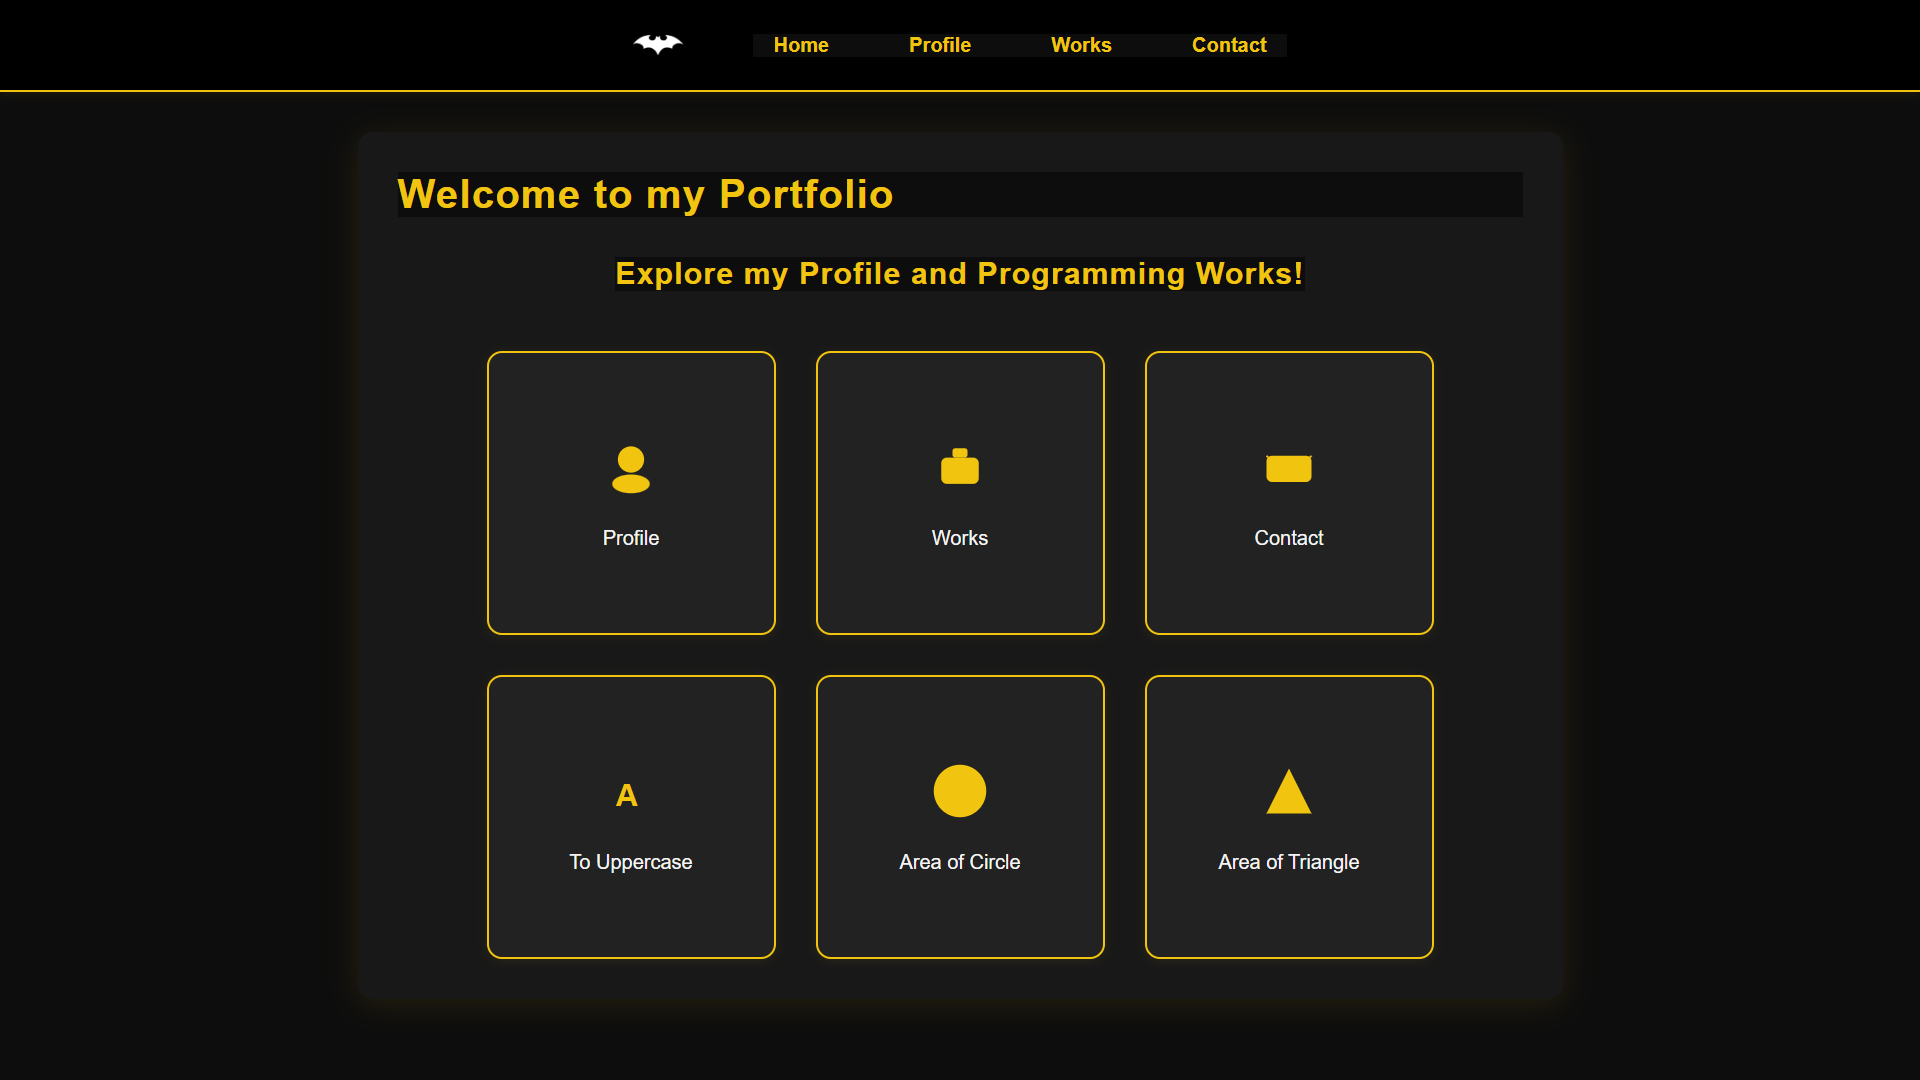 Home Profile Works Contact
Welcome to my Portfolio
Explore my Profile and Programming Works!
Profile Works Contact
A
To Uppercase Area of Circle Area of Triangle